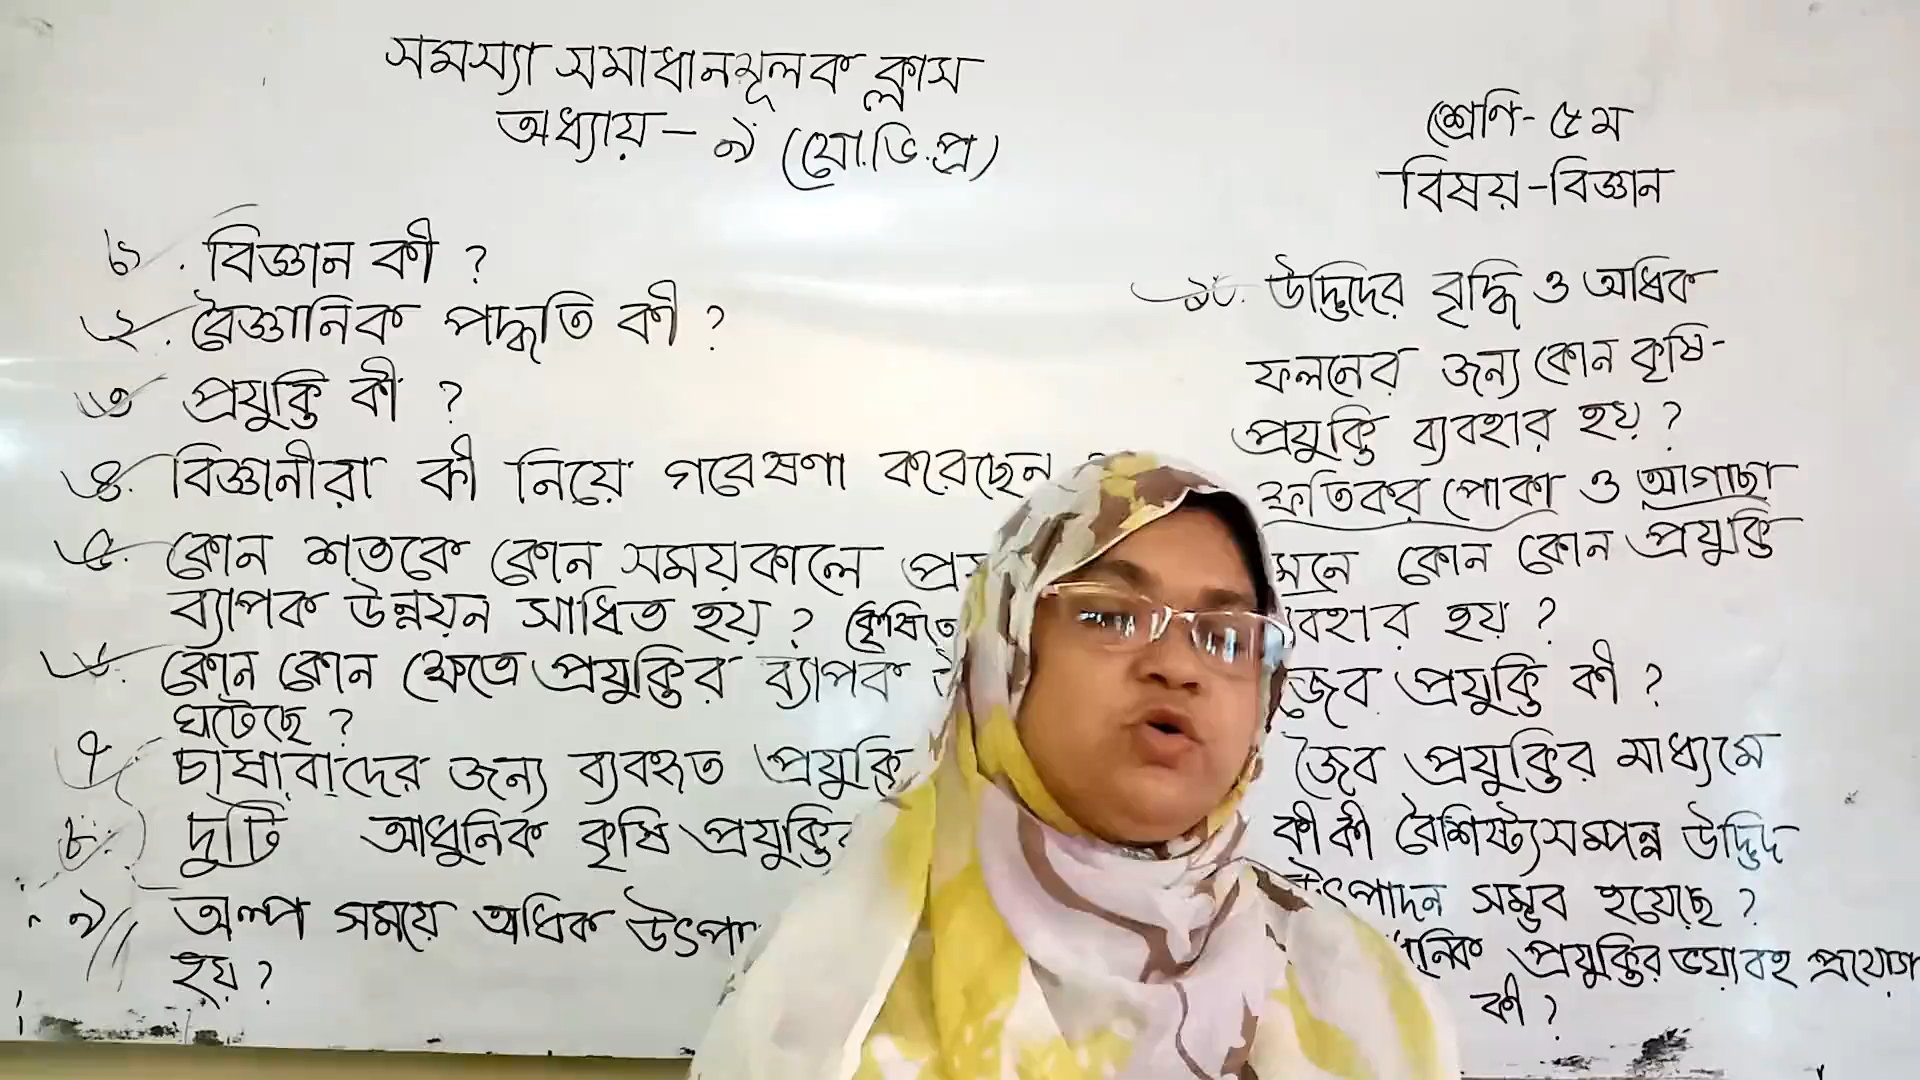 সমস্যা সমাধানমূলক ক্লাস
অধ্যায় - ৯ (যো.ভি.প্র)
শ্রেণি - ৫ম
বিষয় - বিজ্ঞান
১. বিজ্ঞান কী ?
২. বৈজ্ঞানিক পদ্ধতি কী ?
৩. প্রযুক্তি কী ?
৪. বিজ্ঞানীরা কী নিয়ে গবেষণা করেছেন
৫. কোন শতকে কোন সময়কালে
ব্যাপক উন্নয়ন সাধিত হয় ? (কৃষিতে
৬. কোন কোন ক্ষেত্রে প্রযুক্তির ব্যাপক
ঘটেছে ?
৭. চাষাবাদের জন্য ব্যবহৃত প্রযুক্তি
৮. দুটি আধুনিক কৃষি প্রযুক্তির
৯. অল্প সময়ে অধিক
হয় ?
১০. উদ্ভিদের বৃদ্ধি ও অধিক
ফলনের জন্য কোন কৃষি-
প্রযুক্তি ব্যবহার হয় ?
ক্ষতিকর পোকা ও আগাছা
কোন কোন প্রযুক্তি
হয় ?
প্রযুক্তি কী ?
জৈব প্রযুক্তির মাধ্যমে
কী কী বৈশিষ্ট্যসম্পন্ন উদ্ভিদ
উৎপাদন সম্ভব হয়েছে ?
প্রযুক্তির ভয়াবহ প্রয়োগ
কী ?